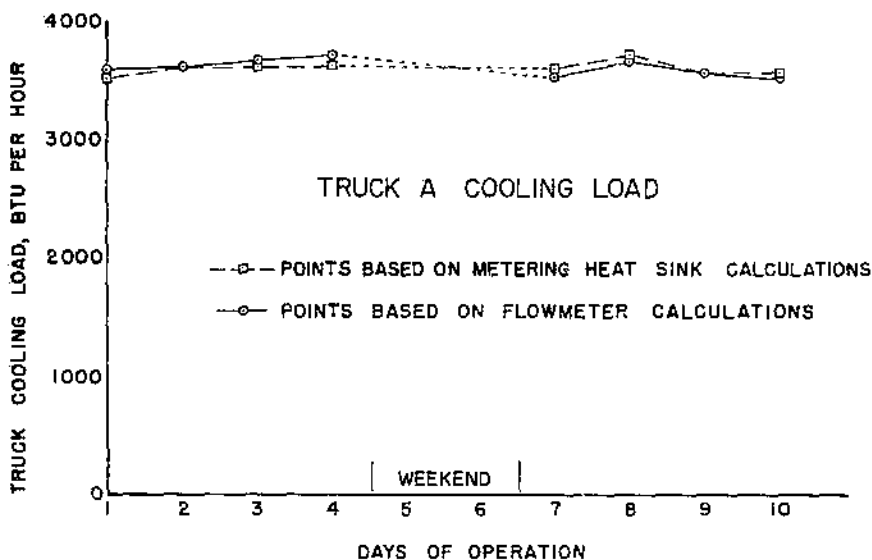 TRUCK COOLING LOAD, BTU PER HOUR
4000
3000
2000
1000
0
TRUCK A COOLING LOAD
POINTS BASED ON METERING HEAT SINK CALCULATIONS
POINTS BASED ON FLOWMETER CALCULATIONS
WEEKEND
1 2 3 4 5 6 7 8 9 10
DAYS OF OPERATION